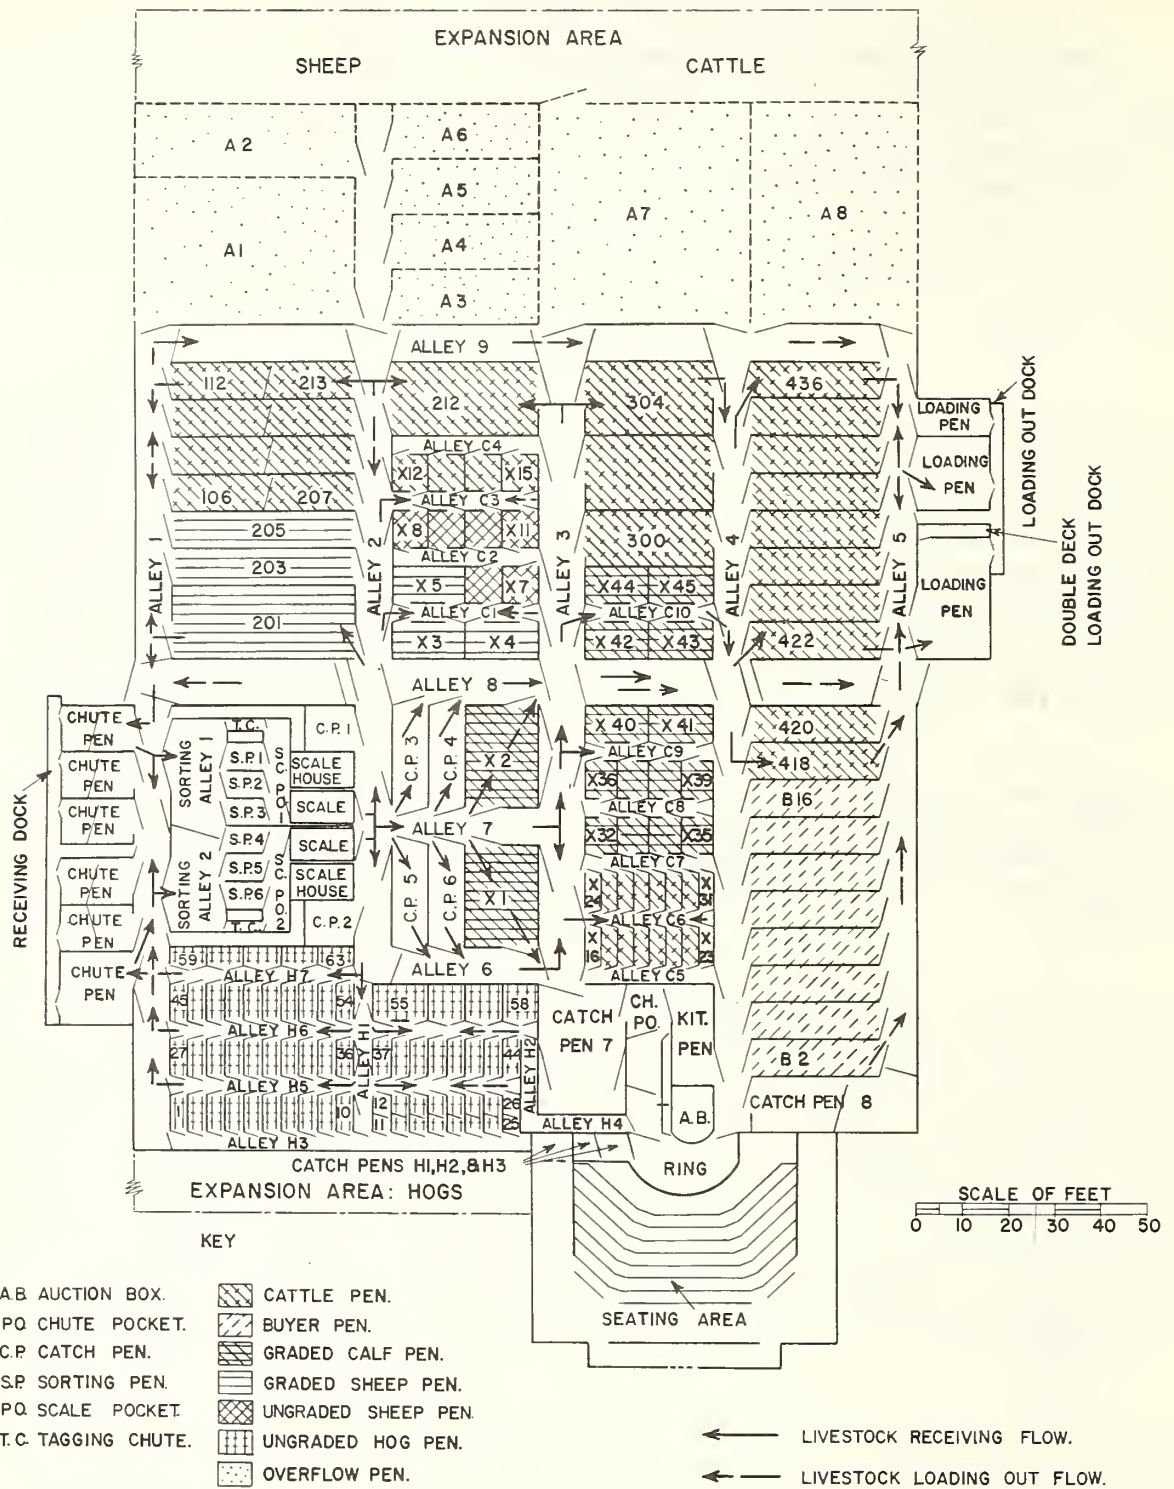 EXPANSION AREA
SHEEP
CATTLE
A2
A6
A5
A7
A8
A1
A4
A3
ALLEY 9
112
213
212
304
436
LOADING PEN
LOADING OUT DOCK
ALLEY C4
X12
X15
LOADING PEN
106
207
ALLEY C3
205
X8
X11
300
ALLEY 1
ALLEY 2
ALLEY 3
ALLEY 4
ALLEY 5
ALLEY C2
203
X5
X7
X44
X45
LOADING PEN
DOUBLE DECK
LOADING OUT DOCK
201
ALLEY C1
ALLEY C10
X3
X4
X42
X43
422
ALLEY 8
CHUTE PEN
T.C.
C.P.1
X40
X41
420
SORTING ALLEY 1
S.P.1
SC. PO. 1
SCALE HOUSE
C.P. 3
C.P. 4
X2
ALLEY C9
418
CHUTE PEN
S.P.2
X36
X39
B16
CHUTE PEN
S.P.3
SCALE
ALLEY 7
ALLEY C8
RECEIVING DOCK
S.P.4
SCALE
X32
X35
CHUTE PEN
SORTING ALLEY 2
S.P.5
SC. PO. 2
SCALE HOUSE
C.P. 5
C.P. 6
X1
ALLEY C7
S.P.6
X 24
X 31
CHUTE PEN
T.C.
C.P.2
ALLEY C6
X 16
X 23
59
63
ALLEY 6
ALLEY C5
CHUTE PEN
ALLEY H7
45
54
55
58
CATCH PEN 7
CH. PO.
KIT. PEN
ALLEY H6
ALLEY H1
ALLEY H2
27
36
37
44
B2
ALLEY H5
1
10
12
11
26
25
ALLEY H4
A.B.
CATCH PEN 8
ALLEY H3
CATCH PENS H1,H2,&H3
RING
EXPANSION AREA: HOGS
SCALE OF FEET
0 10 20 30 40 50
KEY
A.B. AUCTION BOX.
PO. CHUTE POCKET.
C.P. CATCH PEN.
S.P. SORTING PEN.
PO. SCALE POCKET.
T.C. TAGGING CHUTE.
CATTLE PEN.
BUYER PEN.
GRADED CALF PEN.
GRADED SHEEP PEN.
UNGRADED SHEEP PEN.
UNGRADED HOG PEN.
OVERFLOW PEN.
SEATING AREA
LIVESTOCK RECEIVING FLOW.
LIVESTOCK LOADING OUT FLOW.